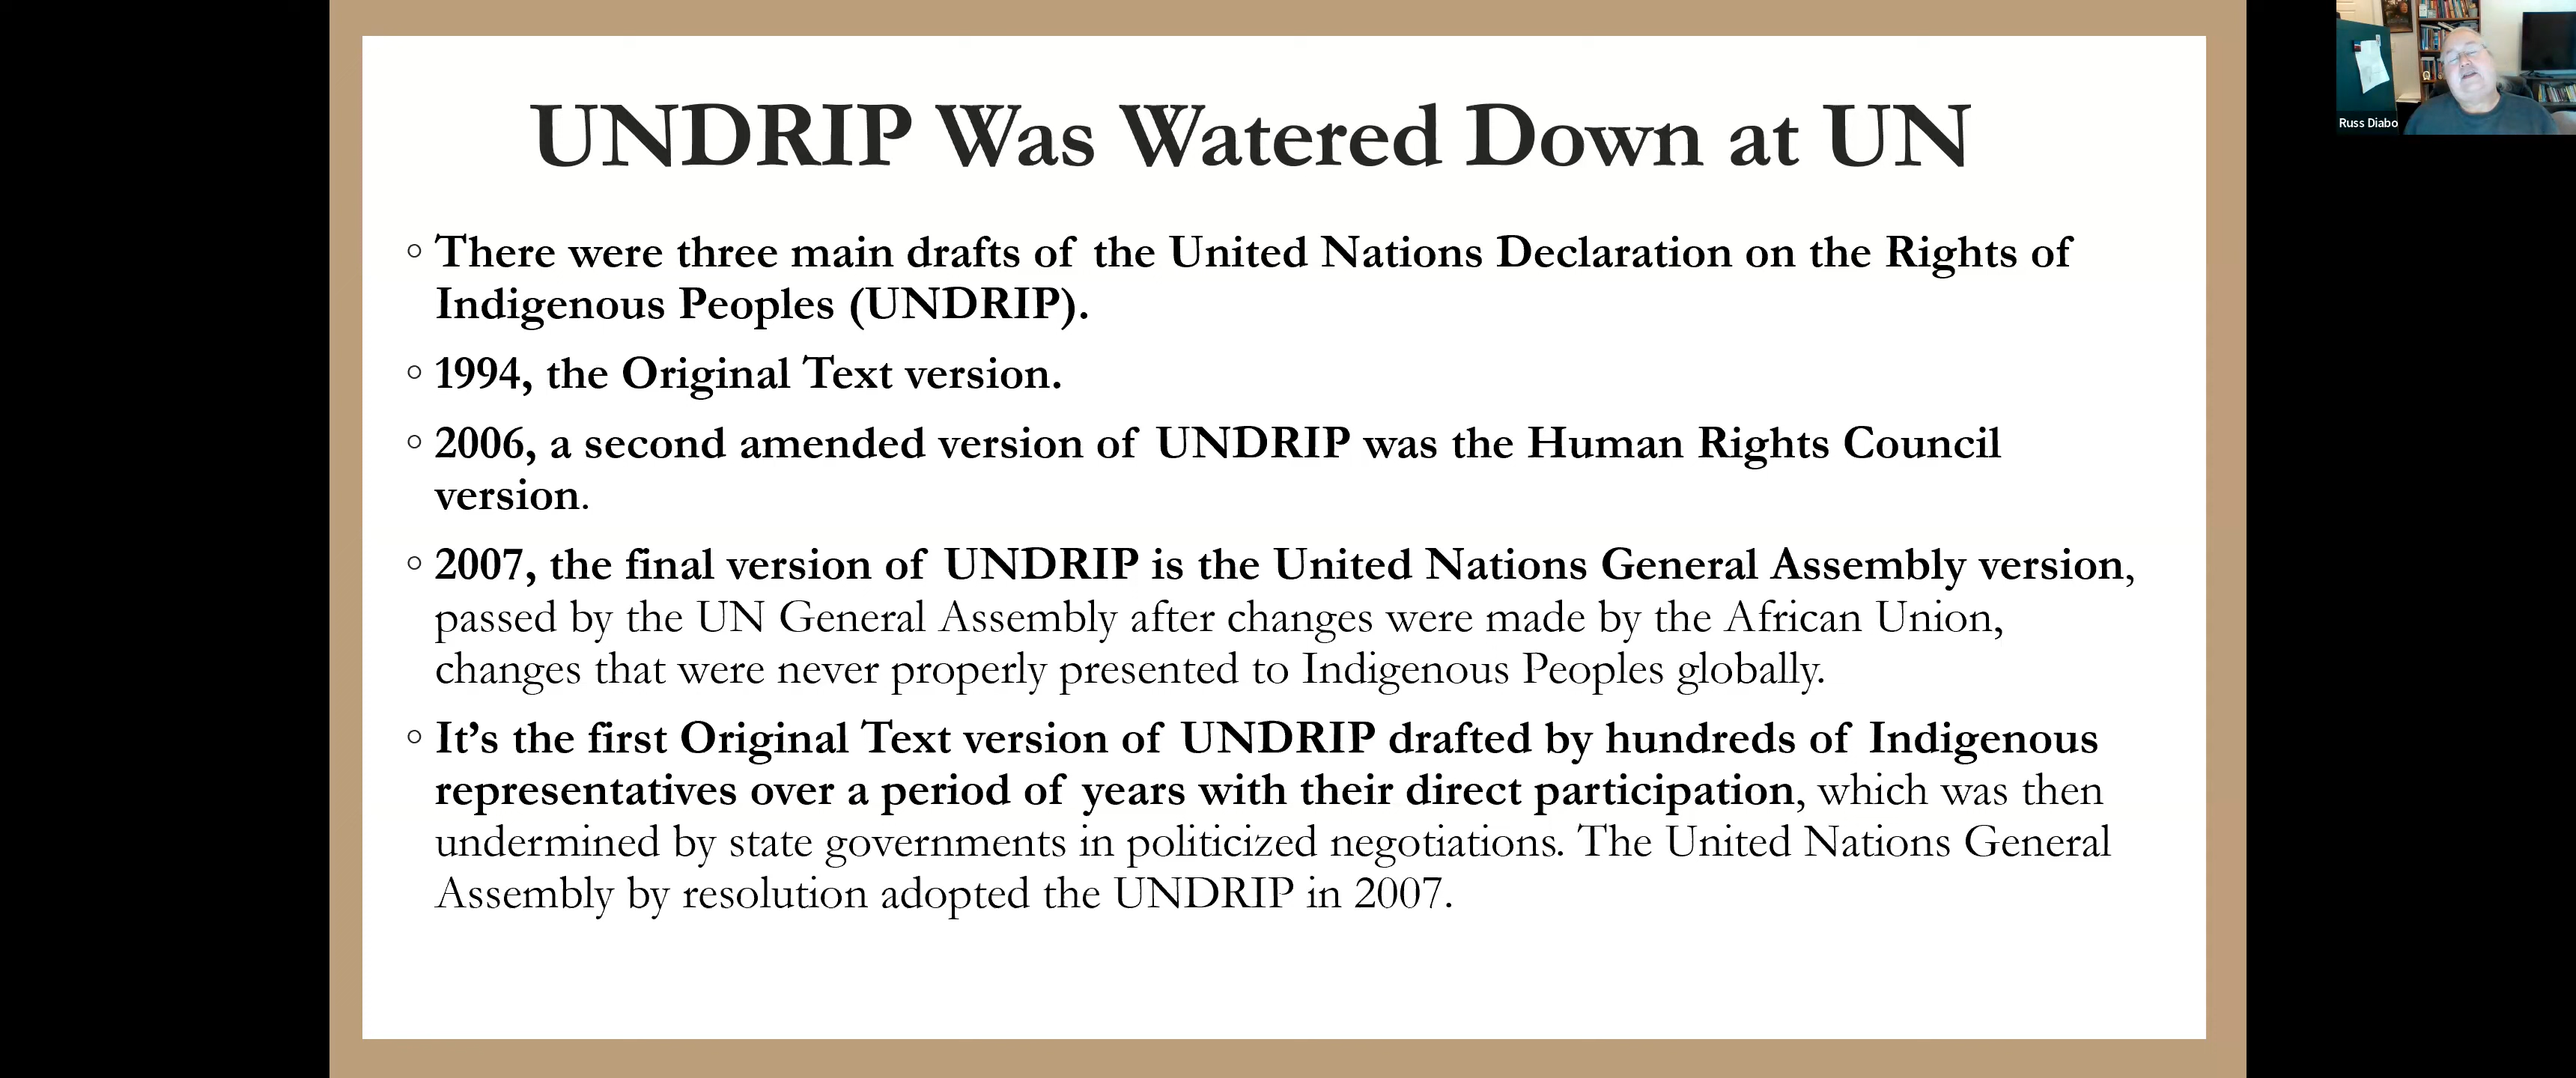 UNDRIP Was Watered Down at UN
◦ There were three main drafts of the United Nations Declaration on the Rights of
Indigenous Peoples (UNDRIP).
◦ 1994, the Original Text version.
◦ 2006, a second amended version of UNDRIP was the Human Rights Council
version.
◦ 2007, the final version of UNDRIP is the United Nations General Assembly version,
passed by the UN General Assembly after changes were made by the African Union,
changes that were never properly presented to Indigenous Peoples globally.
◦ It’s the first Original Text version of UNDRIP drafted by hundreds of Indigenous
representatives over a period of years with their direct participation, which was then
undermined by state governments in politicized negotiations. The United Nations General
Assembly by resolution adopted the UNDRIP in 2007.
Russ Diabo